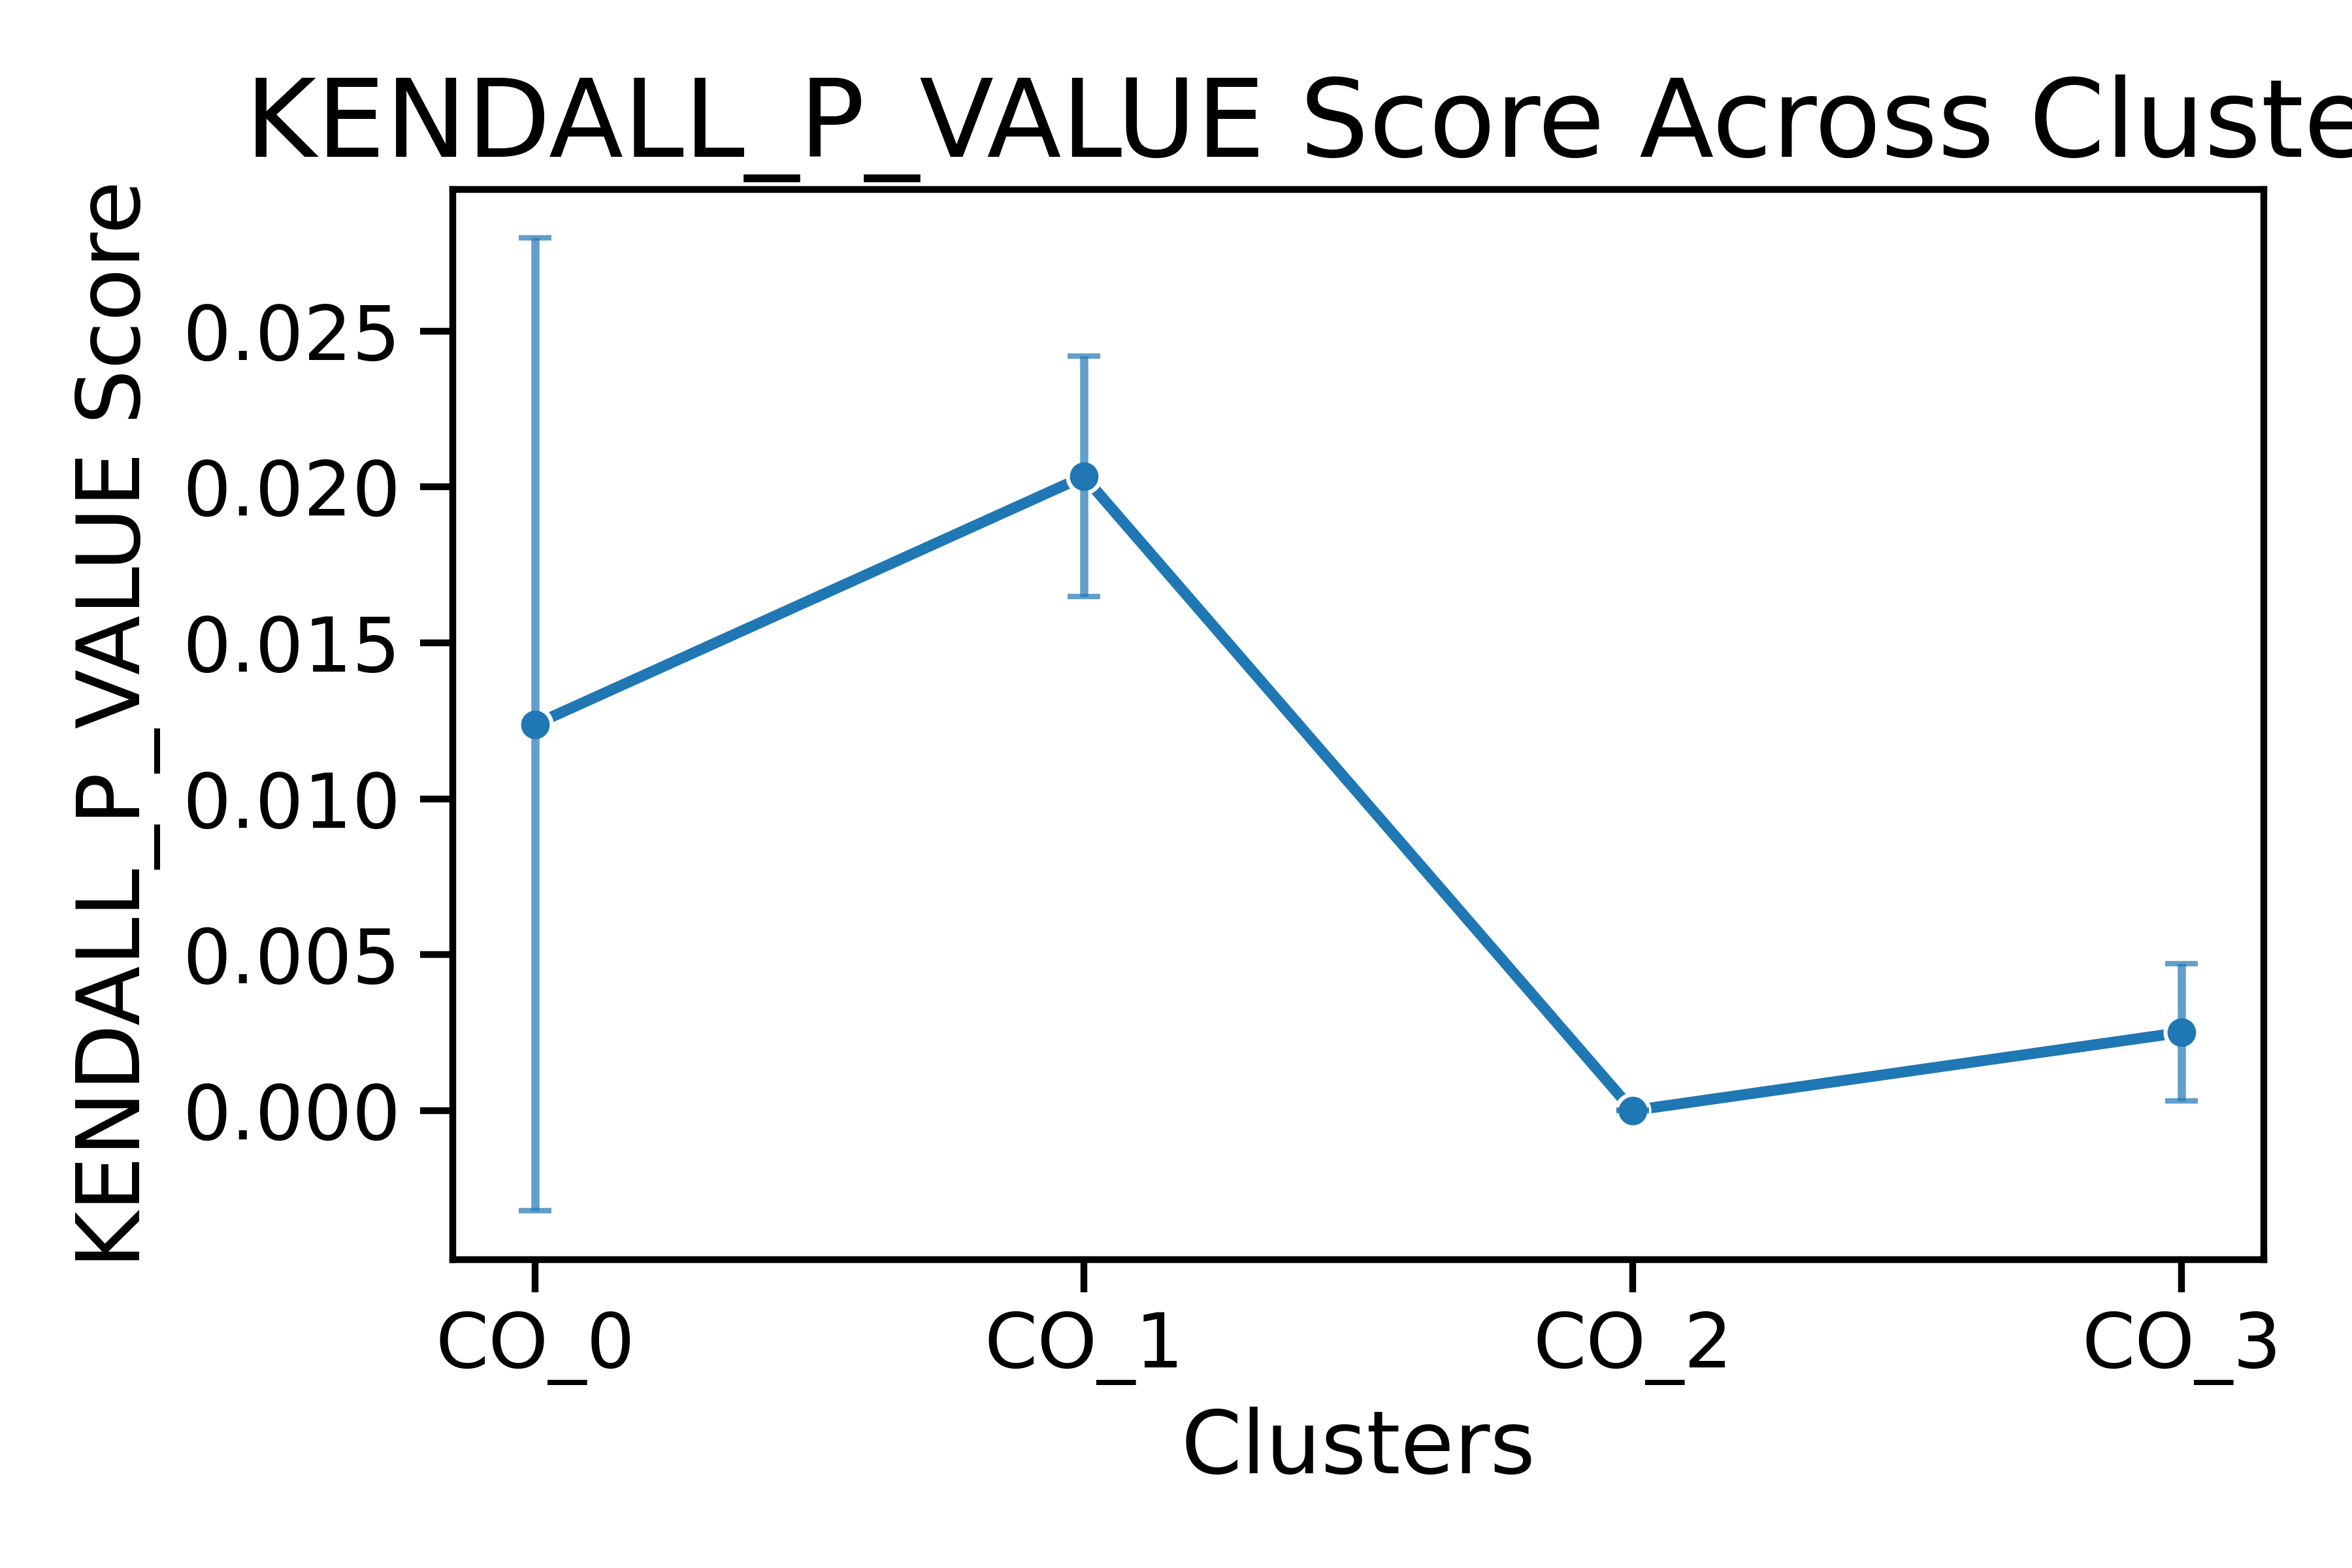 KENDALL_P_VALUE Score Across Cluste
KENDALL_P_VALUE Score
0.025
0.020
0.015
0.010
0.005
0.000
CO_0
CO_1
CO_2
CO_3
Clusters